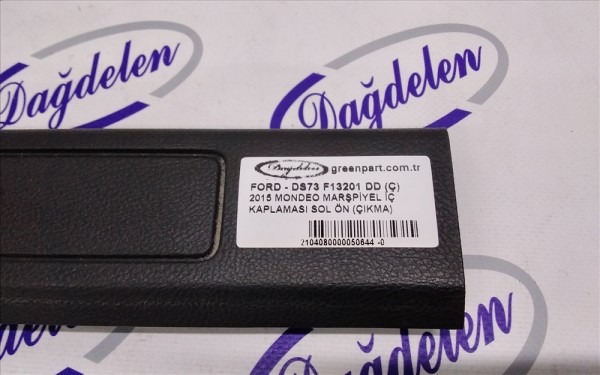 Dağdelen
Dağdelen
Dağdelen greenpart.com.tr
FORD - DS73 F13201 DD (Ç)
2015 MONDEO MARŞPİYEL İÇ
KAPLAMASI SOL ÖN (ÇIKMA)
2104080000050644 -0
Dağdelen